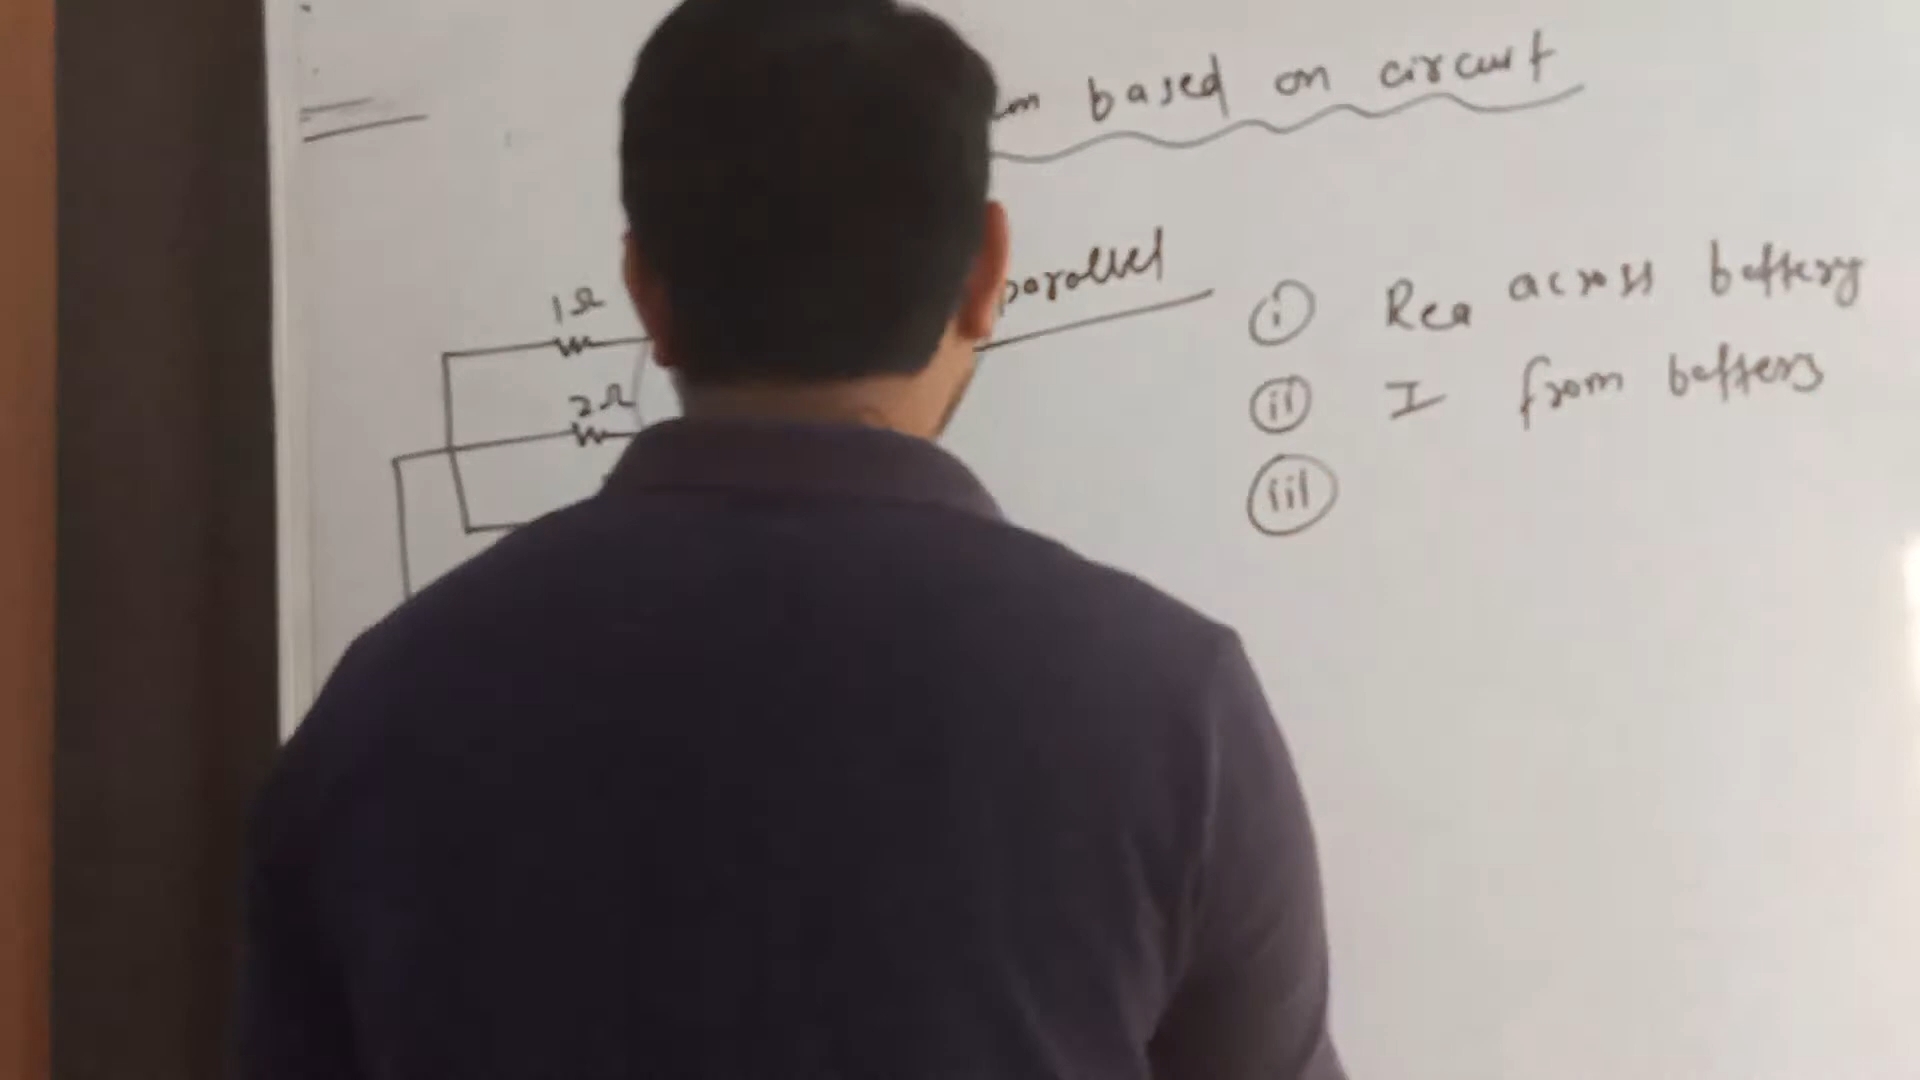 based on circuit
parallel
1Ω
2Ω
(i) Req across battery
(ii) I from battery
(iii)